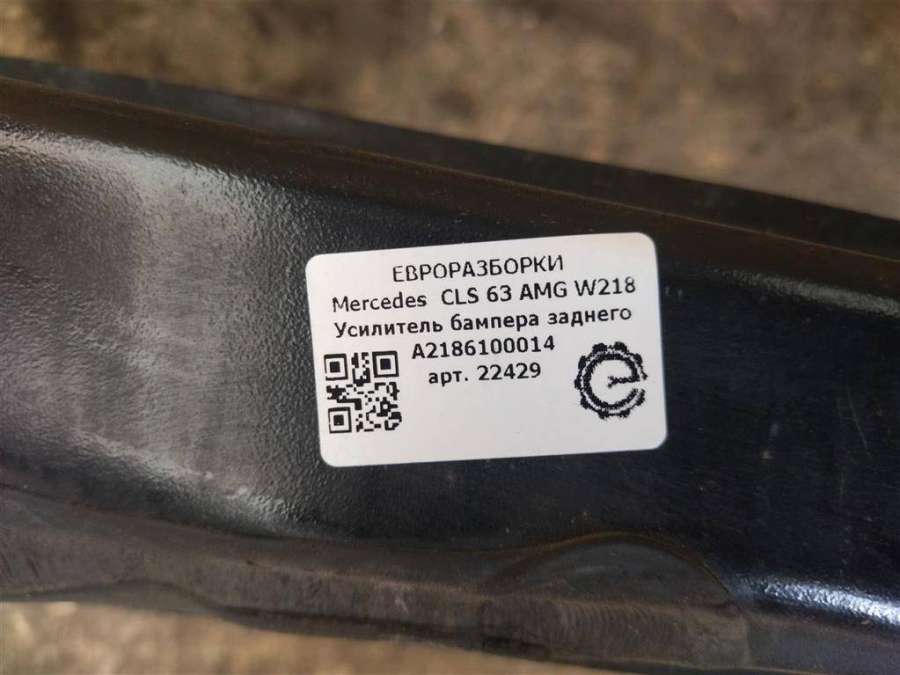 ЕВРОРАЗБОРКИ
Mercedes CLS 63 AMG W218
Усилитель бампера заднего
A2186100014
арт. 22429